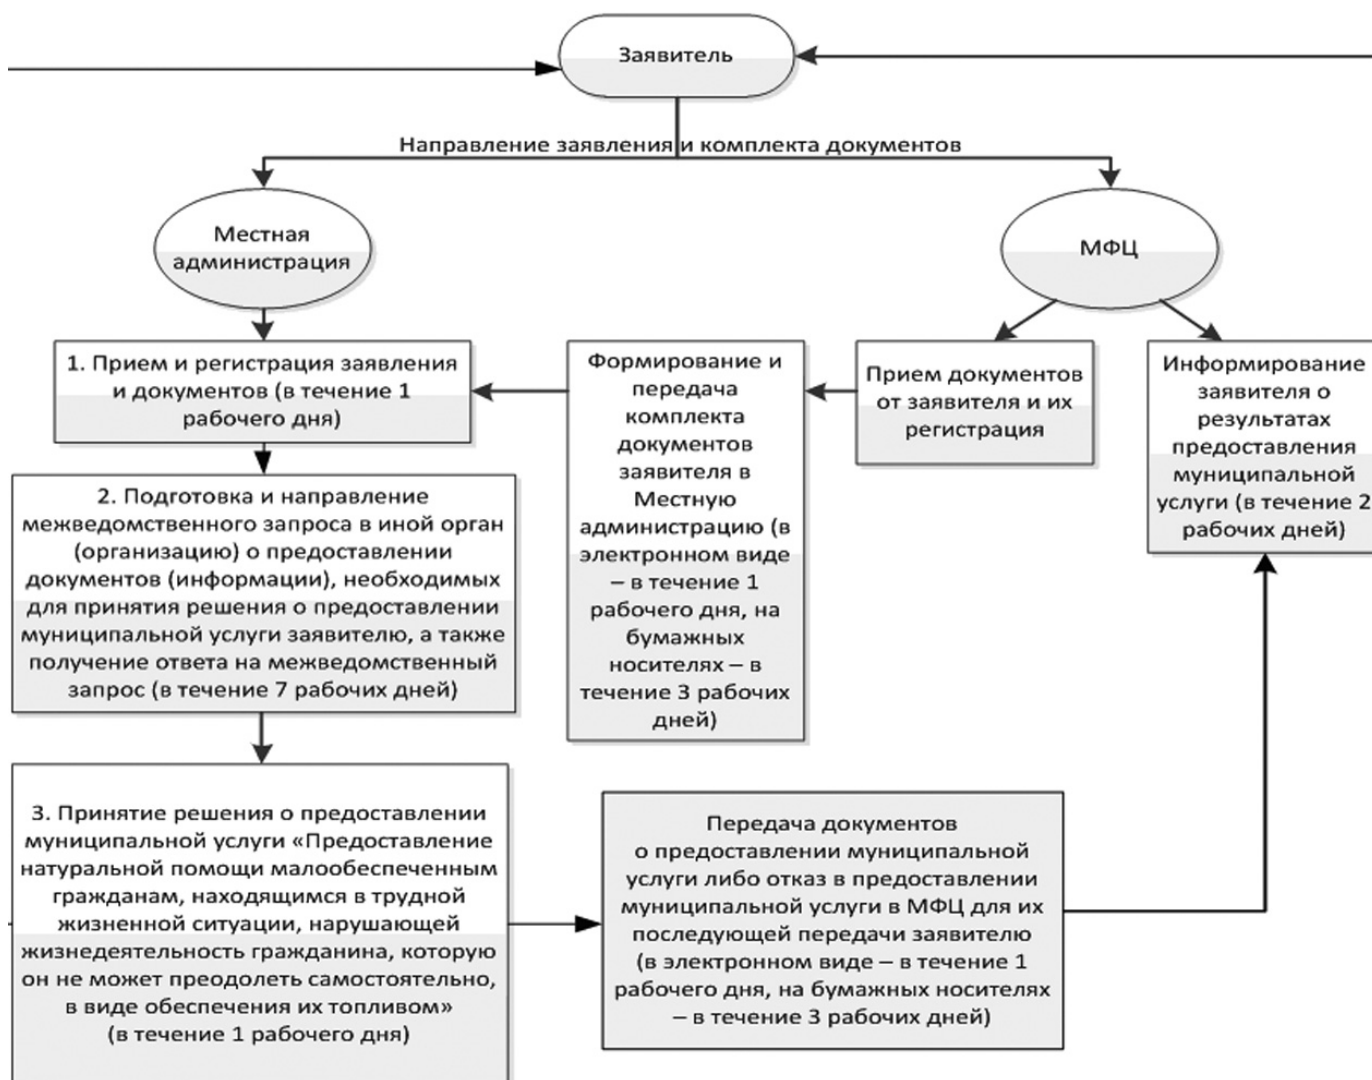 Заявитель
Направление заявления и комплекта документов
Местная
администрация
МФЦ
1. Прием и регистрация заявления
и документов (в течение 1
рабочего дня)
Формирование и
передача
комплекта
документов
заявителя в
Местную
администрацию (в
электронном виде
– в течение 1
рабочего дня, на
бумажных
носителях – в
течение 3 рабочих
дней)
Прием документов
от заявителя и их
регистрация
Информирование
заявителя о
результатах
предоставления
муниципальной
услуги (в течение 2
рабочих дней)
2. Подготовка и направление
межведомственного запроса в иной орган
(организацию) о предоставлении
документов (информации), необходимых
для принятия решения о предоставлении
муниципальной услуги заявителю, а также
получение ответа на межведомственный
запрос (в течение 7 рабочих дней)
3. Принятие решения о предоставлении
муниципальной услуги «Предоставление
натуральной помощи малообеспеченным
гражданам, находящимся в трудной
жизненной ситуации, нарушающей
жизнедеятельность гражданина, которую
он не может преодолеть самостоятельно,
в виде обеспечения их топливом»
(в течение 1 рабочего дня)
Передача документов
о предоставлении муниципальной
услуги либо отказ в предоставлении
муниципальной услуги в МФЦ для их
последующей передачи заявителю
(в электронном виде – в течение 1
рабочего дня, на бумажных носителях
– в течение 3 рабочих дней)